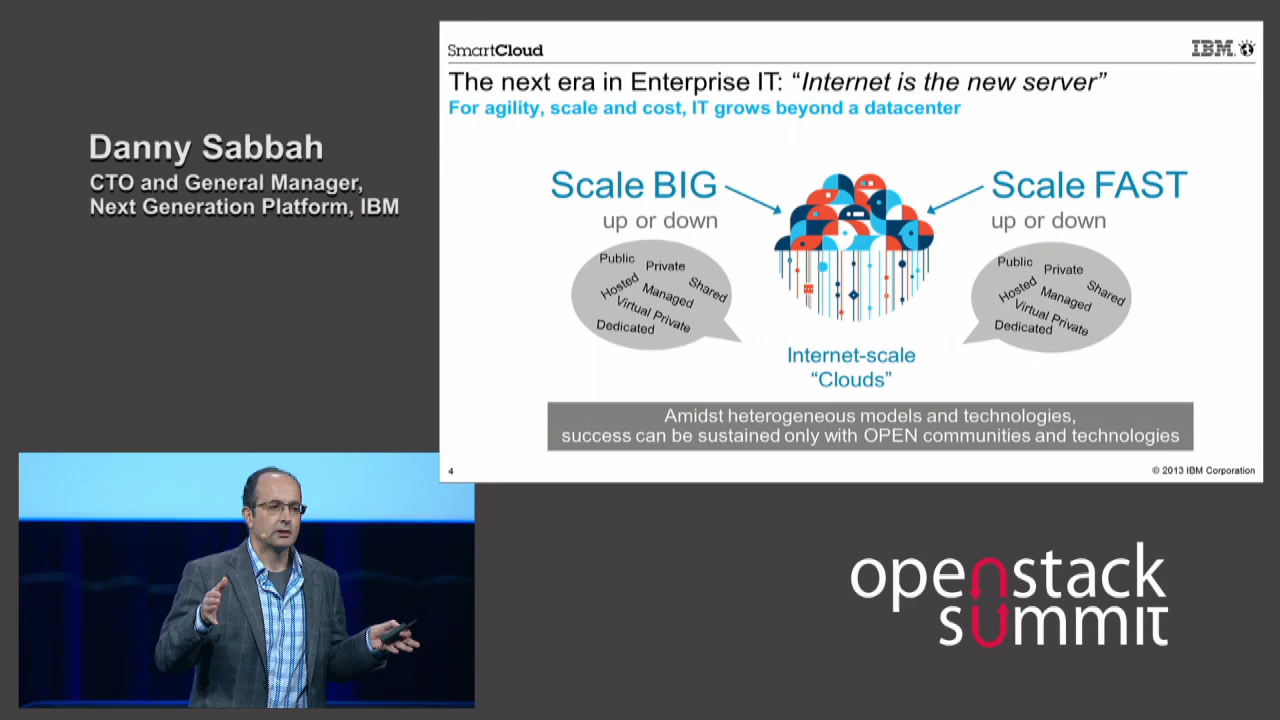 Danny Sabbah
CTO and General Manager,
Next Generation Platform, IBM
SmartCloud
IBM
The next era in Enterprise IT: “Internet is the new server”
For agility, scale and cost, IT grows beyond a datacenter
Scale BIG
up or down
Public
Private
Hosted
Managed
Shared
Virtual Private
Dedicated
Scale FAST
up or down
Public
Private
Hosted
Managed
Shared
Virtual Private
Dedicated
Internet-scale
“Clouds”
Amidst heterogeneous models and technologies,
success can be sustained only with OPEN communities and technologies
4
© 2013 IBM Corporation
openstack
summit